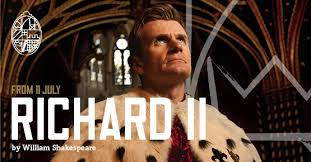 FROM 11 JULY
RICHARD II
by William Shakespeare